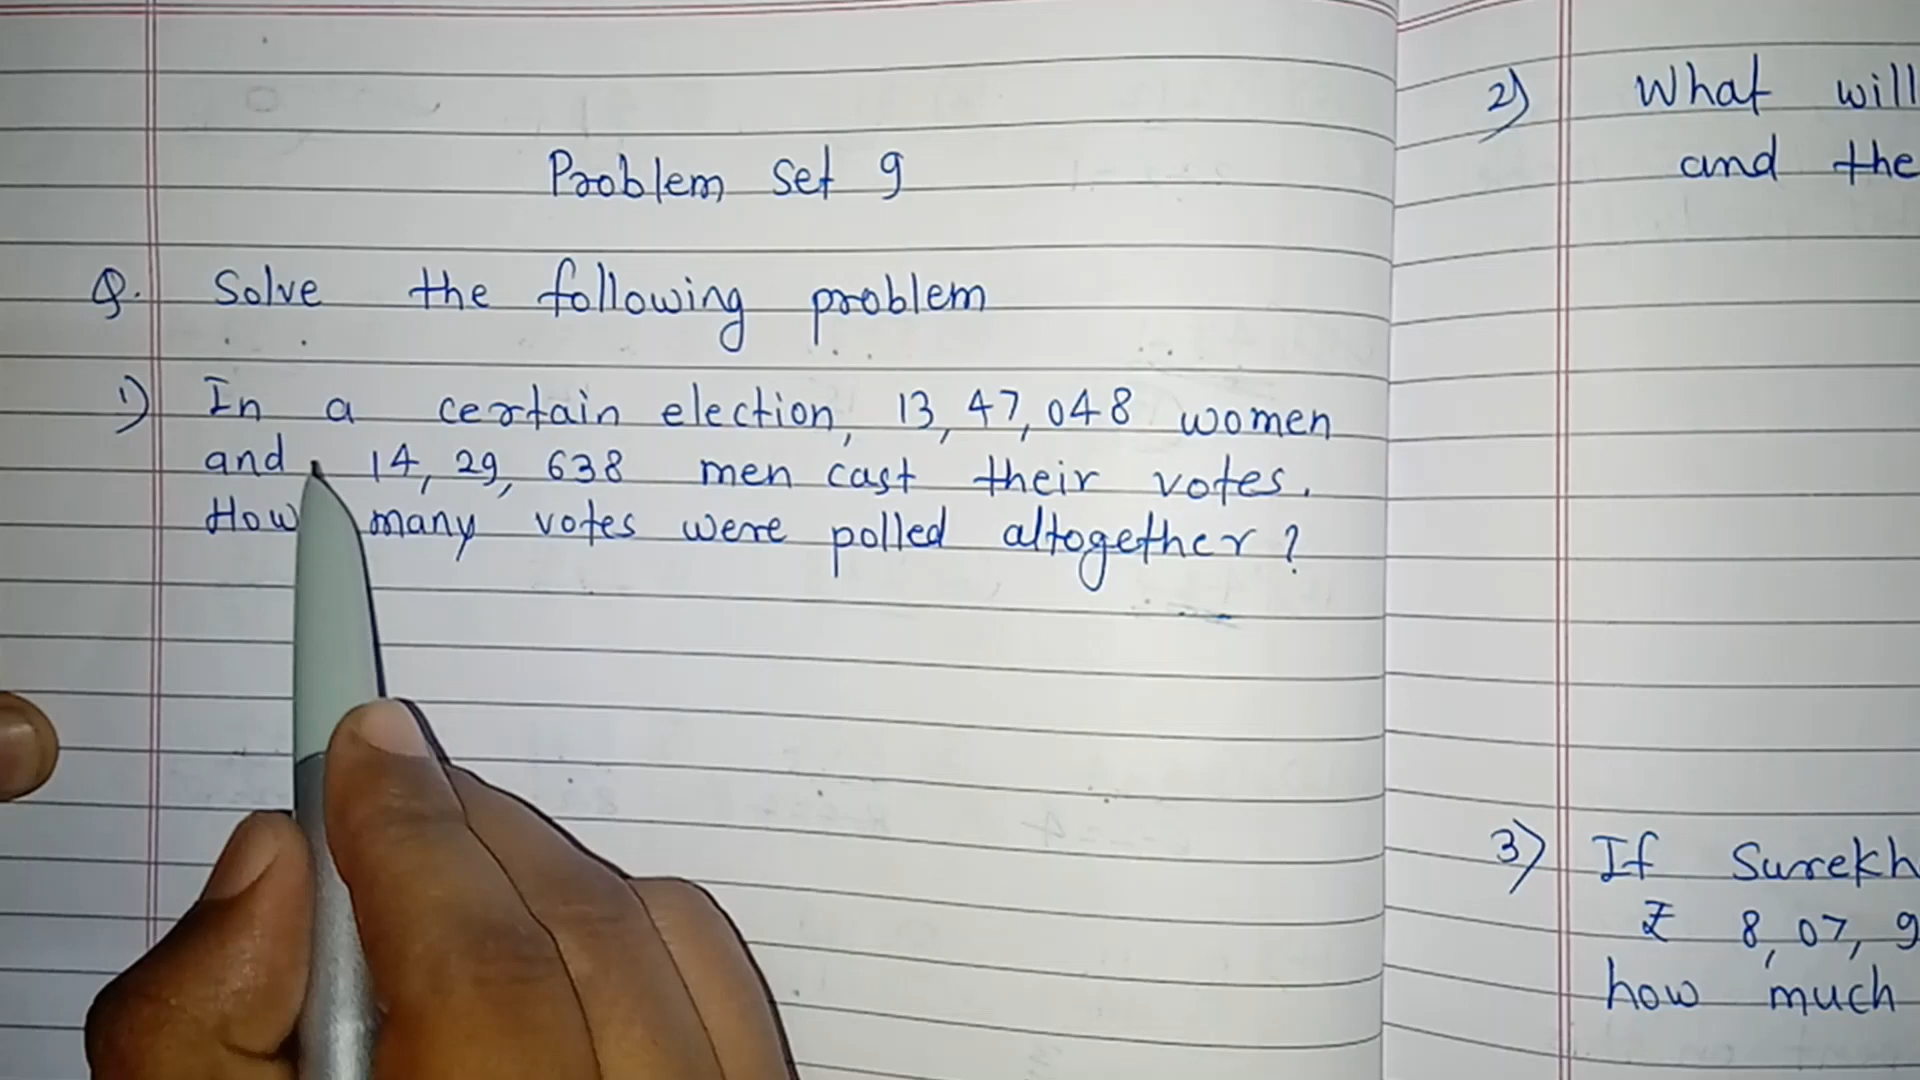 Problem set 9
Q. Solve the following problem
1) In a certain election, 13, 47, 048 women
and 14, 29, 638 men cast their votes.
How many votes were polled altogether?
2) What will
and the
3) If Surekh
₹ 8, 07, 9
how much